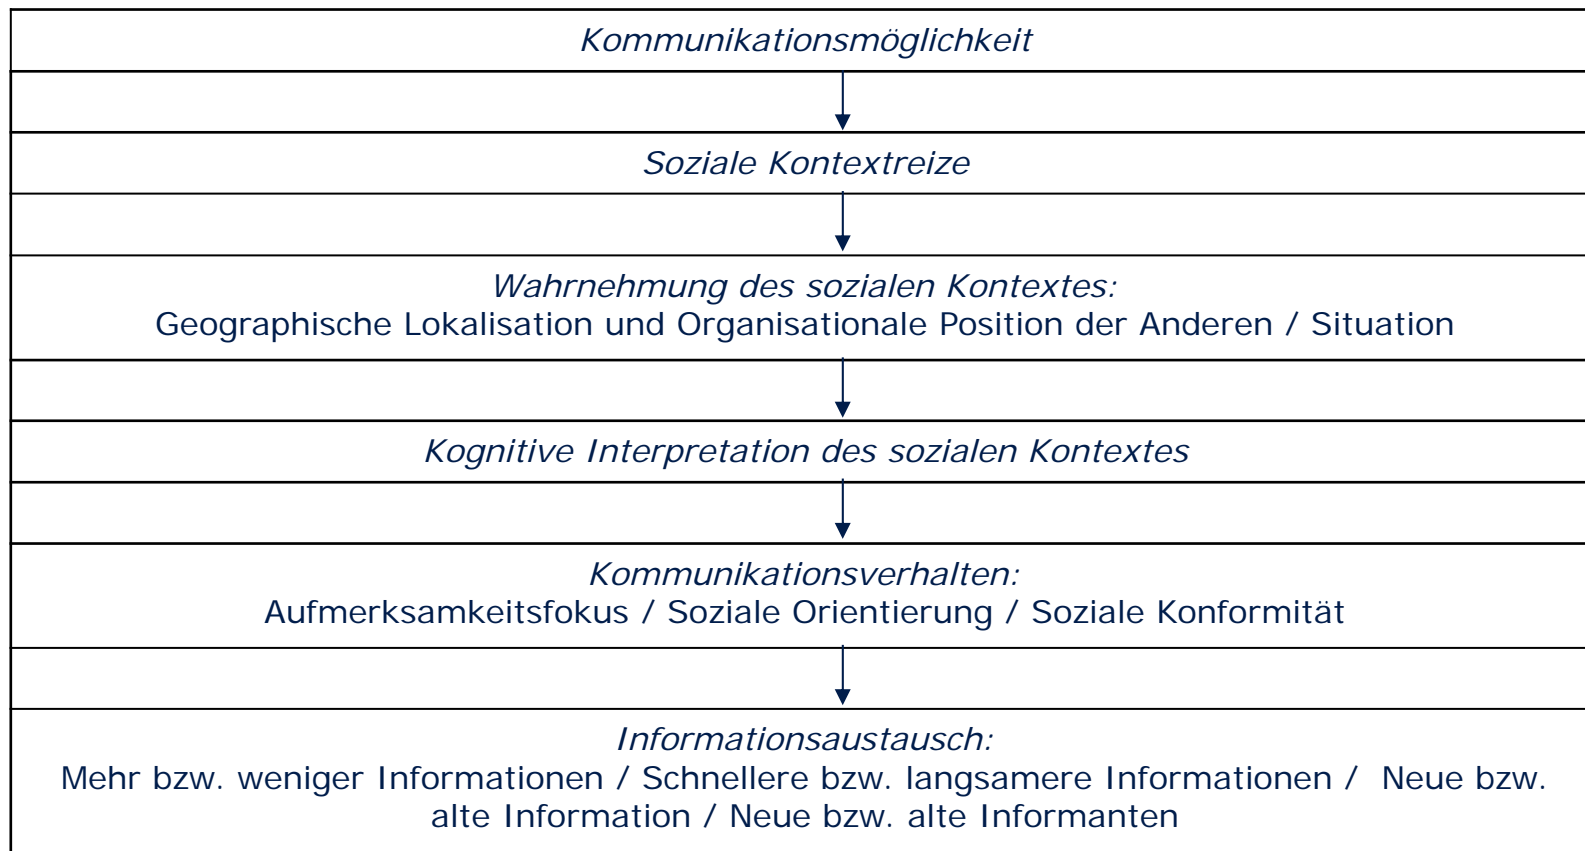 Kommunikationsmöglichkeit
Soziale Kontextreize
Wahrnehmung des sozialen Kontextes:
Geographische Lokalisation und Organisationale Position der Anderen / Situation
Kognitive Interpretation des sozialen Kontextes
Kommunikationsverhalten:
Aufmerksamkeitsfokus / Soziale Orientierung / Soziale Konformität
Informationsaustausch:
Mehr bzw. weniger Informationen / Schnellere bzw. langsamere Informationen / Neue bzw.
alte Information / Neue bzw. alte Informanten